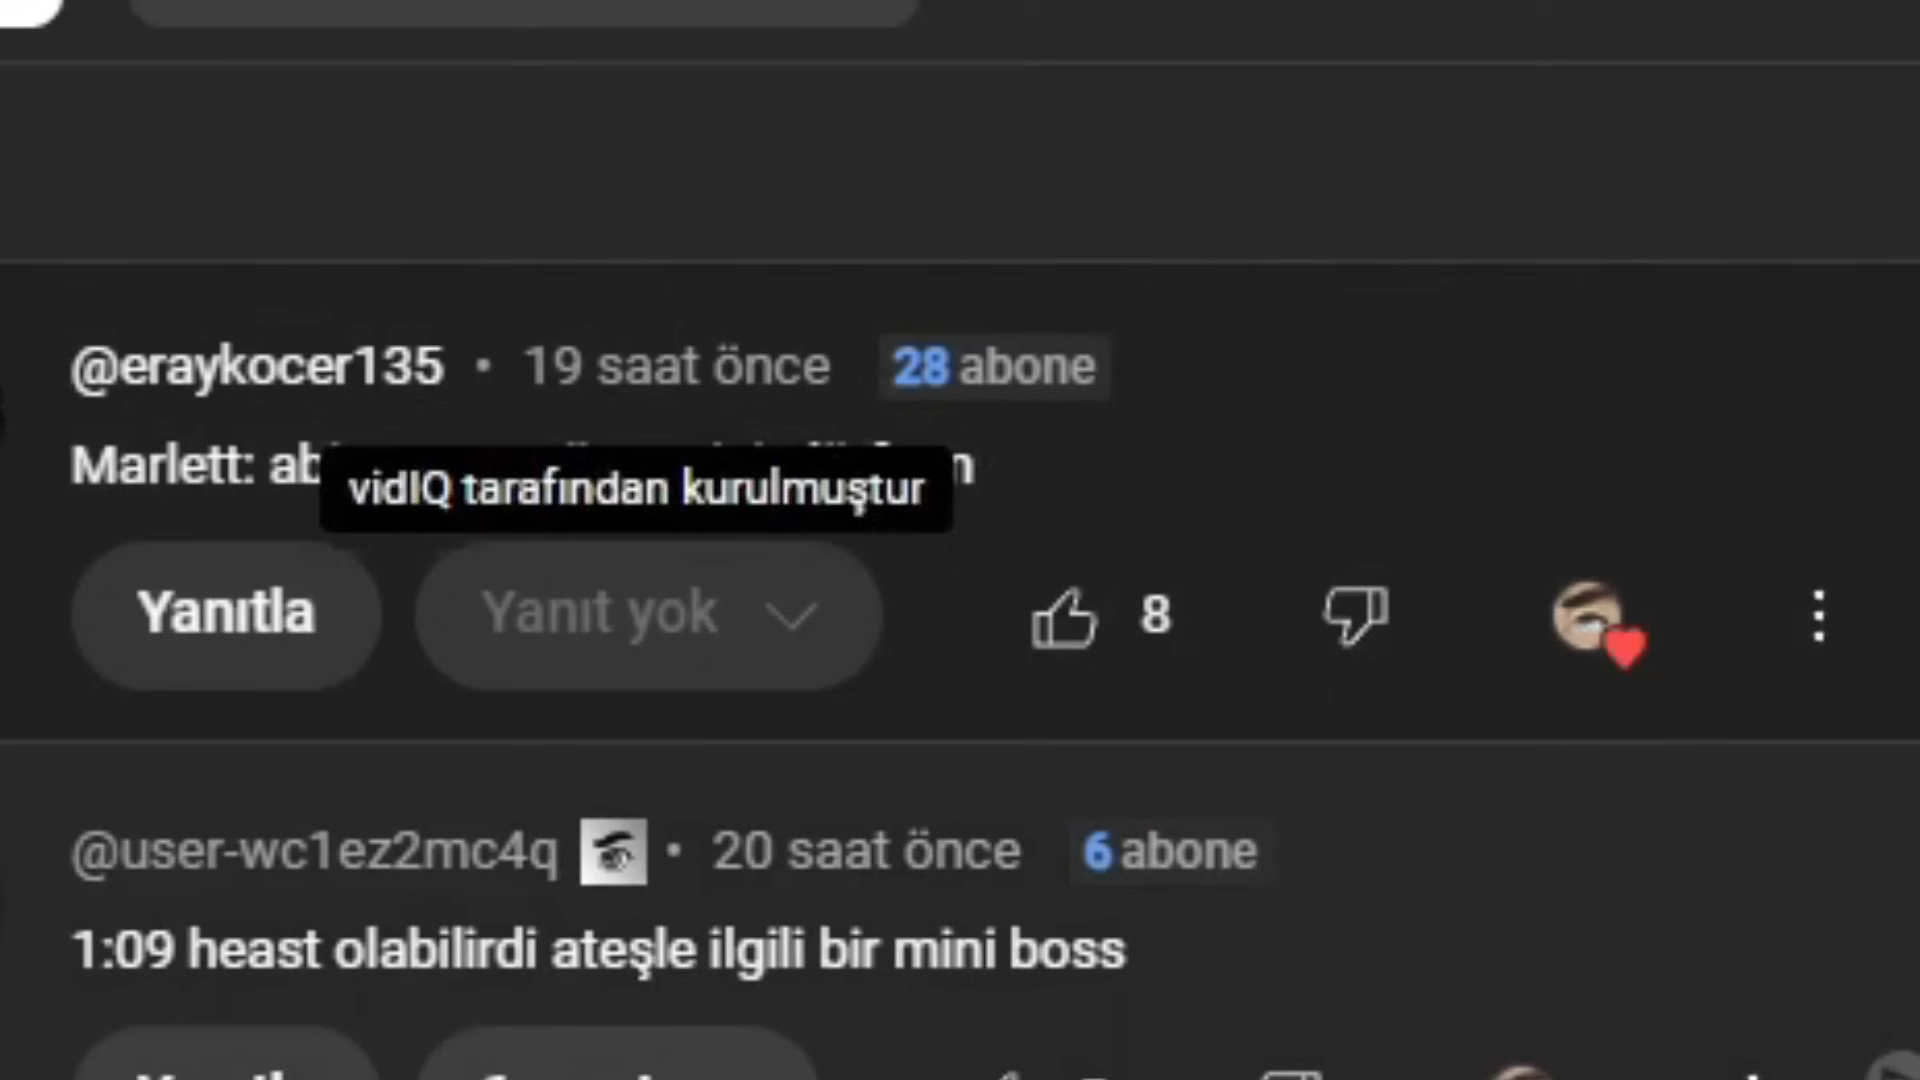 @eraykocer135 • 19 saat önce 28 abone
Marlett:
vidIQ tarafından kurulmuştur
Yanıtla Yanıt yok 8
@user-wc1ez2mc4q • 20 saat önce 6 abone
1:09 heast olabilirdi ateşle ilgili bir mini boss